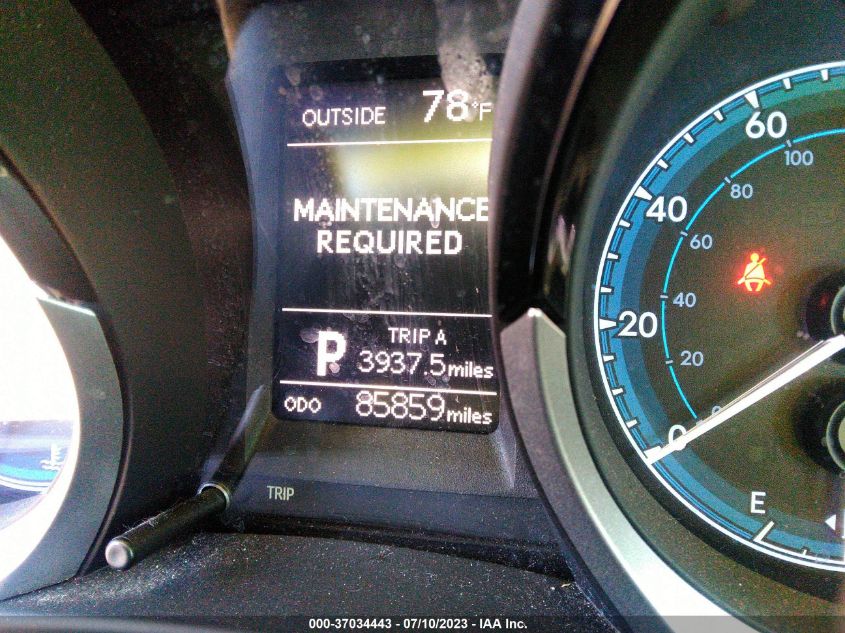 OUTSIDE 78°F
MAINTENANCE
REQUIRED
P
TRIP A
3937.5 miles
ODO 85859 miles
TRIP
60
40
20
0
100
80
60
40
20
0
E
000-37034443 - 07/10/2023 - IAA Inc.